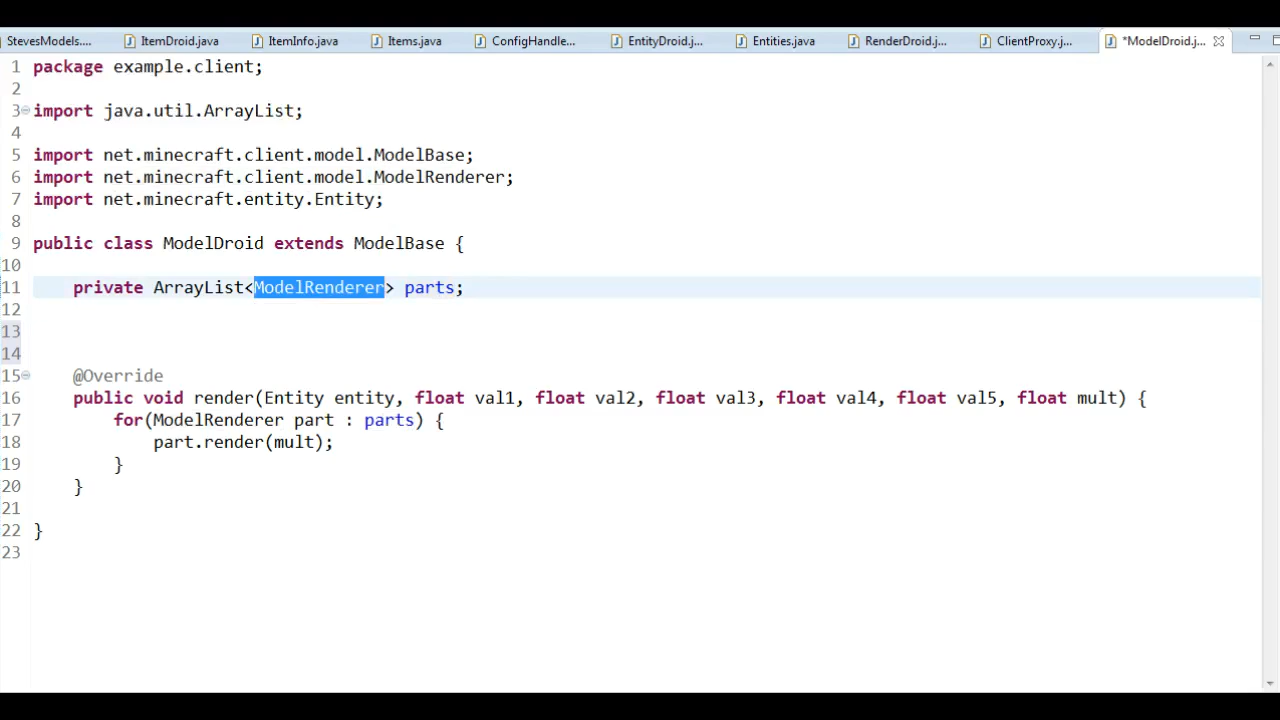 StevesModels.... ItemDroid.java ItemInfo.java Items.java ConfigHandle... EntityDroid.j... Entities.java RenderDroid.j... ClientProxy.j... *ModelDroid.j...
1 package example.client;
2
3 import java.util.ArrayList;
4
5 import net.minecraft.client.model.ModelBase;
6 import net.minecraft.client.model.ModelRenderer;
7 import net.minecraft.entity.Entity;
8
9 public class ModelDroid extends ModelBase {
10
11 private ArrayList<ModelRenderer> parts;
12
13
14
15 @Override
16 public void render(Entity entity, float val1, float val2, float val3, float val4, float val5, float mult) {
17 for(ModelRenderer part : parts) {
18 part.render(mult);
19 }
20 }
21
22 }
23